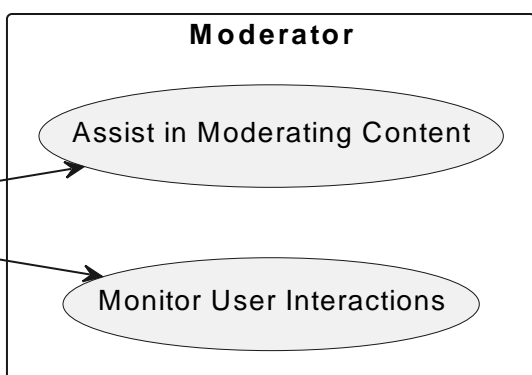 Moderator
Assist in Moderating Content
Monitor User Interactions